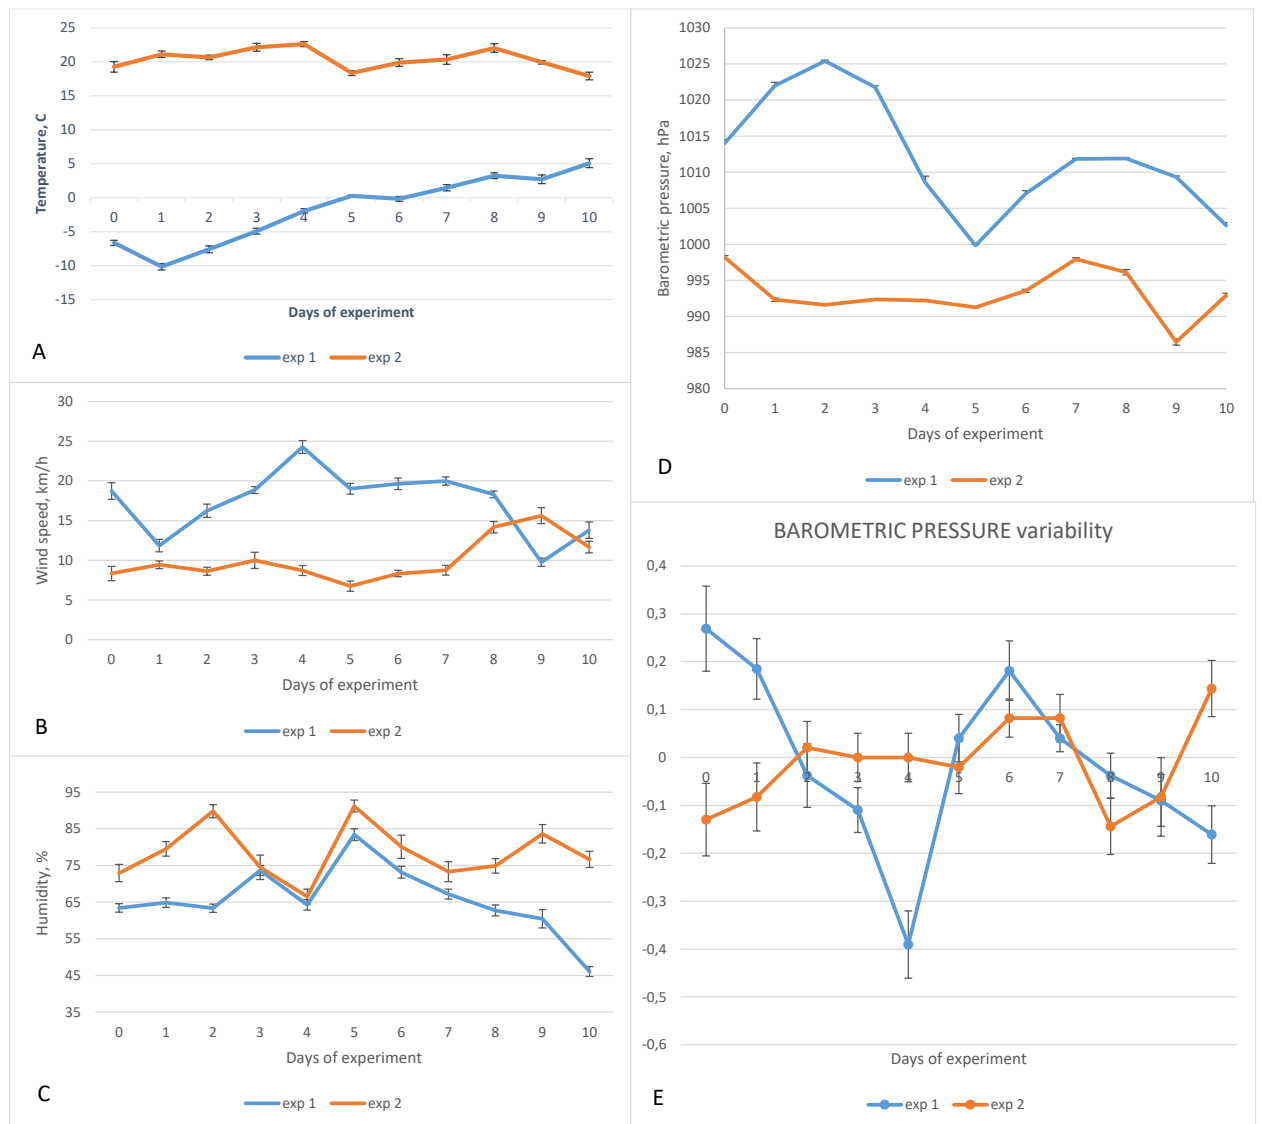 25
20
15
10
5
0
-5
-10
-15
Temperature, C
0 1 2 3 4 5 6 7 8 9 10
Days of experiment
A
exp 1 exp 2
30
25
20
15
10
5
0
Wind speed, km/h
0 1 2 3 4 5 6 7 8 9 10
Days of experiment
B
exp 1 exp 2
95
85
75
65
55
45
35
Humidity, %
0 1 2 3 4 5 6 7 8 9 10
Days of experiment
C
exp 1 exp 2
1030
1025
1020
1015
1010
1005
1000
995
990
985
980
Barometric pressure, hPa
0 1 2 3 4 5 6 7 8 9 10
Days of experiment
D
exp 1 exp 2
BAROMETRIC PRESSURE variability
0,4
0,3
0,2
0,1
0
-0,1
-0,2
-0,3
-0,4
-0,5
-0,6
0 1 2 3 4 5 6 7 8 9 10
Days of experiment
E
exp 1 exp 2